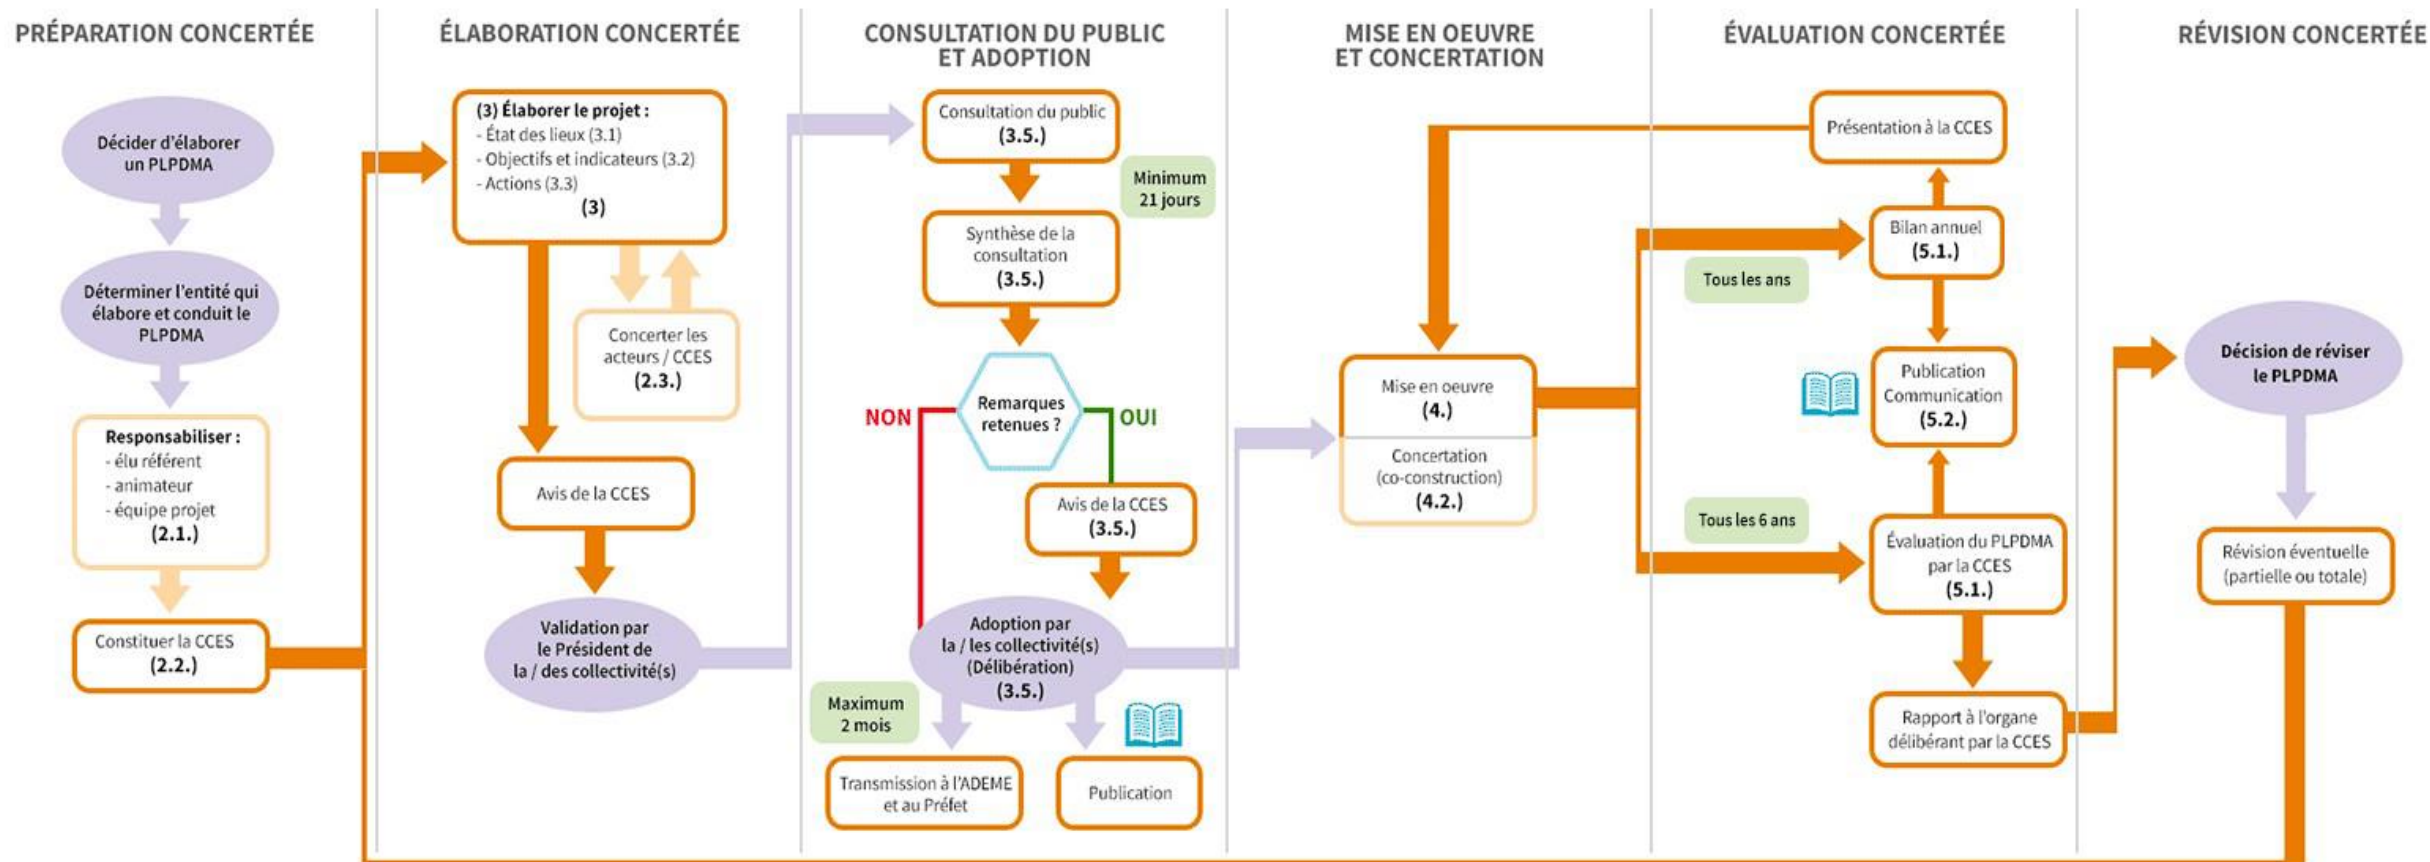 PRÉPARATION CONCERTÉE
Décider d'élaborer
un PLPDMA
Déterminer l'entité qui
élabore et conduit le
PLPDMA
Responsabiliser :
- élu référent
- animateur
- équipe projet
(2.1.)
Constituer la CCES
(2.2.)
ÉLABORATION CONCERTÉE
(3) Élaborer le projet :
- État des lieux (3.1)
- Objectifs et indicateurs (3.2)
- Actions (3.3)
(3)
Concerter les
acteurs / CCES
(2.3.)
Avis de la CCES
Validation par
le Président de
la / des collectivité(s)
CONSULTATION DU PUBLIC
ET ADOPTION
Consultation du public
(3.5.)
Minimum
21 jours
Synthèse de la
consultation
(3.5.)
Remarques
retenues ?
NON
OUI
Avis de la CCES
(3.5.)
Adoption par
la / les collectivité(s)
(Délibération)
(3.5.)
Maximum
2 mois
Transmission à l'ADEME
et au Préfet
Publication
MISE EN OEUVRE
ET CONCERTATION
Mise en oeuvre
(4.)
Concertation
(co-construction)
(4.2.)
ÉVALUATION CONCERTÉE
Présentation à la CCES
Bilan annuel
(5.1.)
Tous les ans
Publication
Communication
(5.2.)
Tous les 6 ans
Évaluation du PLPDMA
par la CCES
(5.1.)
Rapport à l'organe
délibérant par la CCES
RÉVISION CONCERTÉE
Décision de réviser
le PLPDMA
Révision éventuelle
(partielle ou totale)